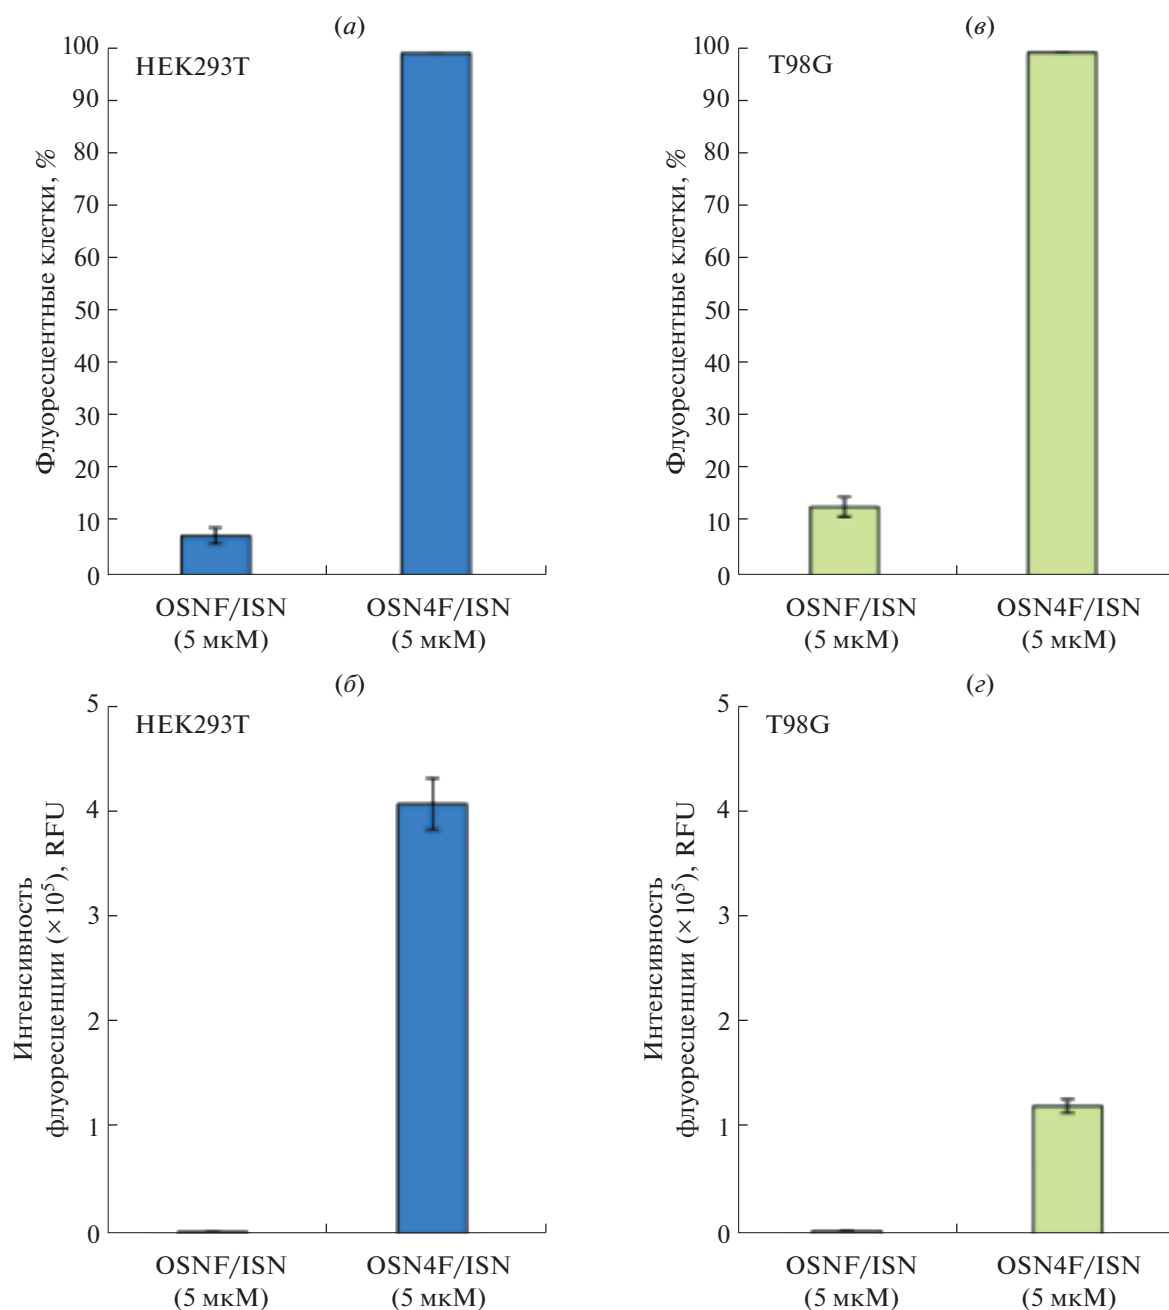 (а)
HEK293T
Флуоресцентные клетки, %
100
90
80
70
60
50
40
30
20
10
0
OSNF/ISN
(5 мкМ)
OSN4F/ISN
(5 мкМ)
(в)
T98G
Флуоресцентные клетки, %
100
90
80
70
60
50
40
30
20
10
0
OSNF/ISN
(5 мкМ)
OSN4F/ISN
(5 мкМ)
(б)
HEK293T
Интенсивность
флуоресценции (×10⁵), RFU
5
4
3
2
1
0
OSNF/ISN
(5 мкМ)
OSN4F/ISN
(5 мкМ)
(г)
T98G
Интенсивность
флуоресценции (×10⁵), RFU
5
4
3
2
1
0
OSNF/ISN
(5 мкМ)
OSN4F/ISN
(5 мкМ)